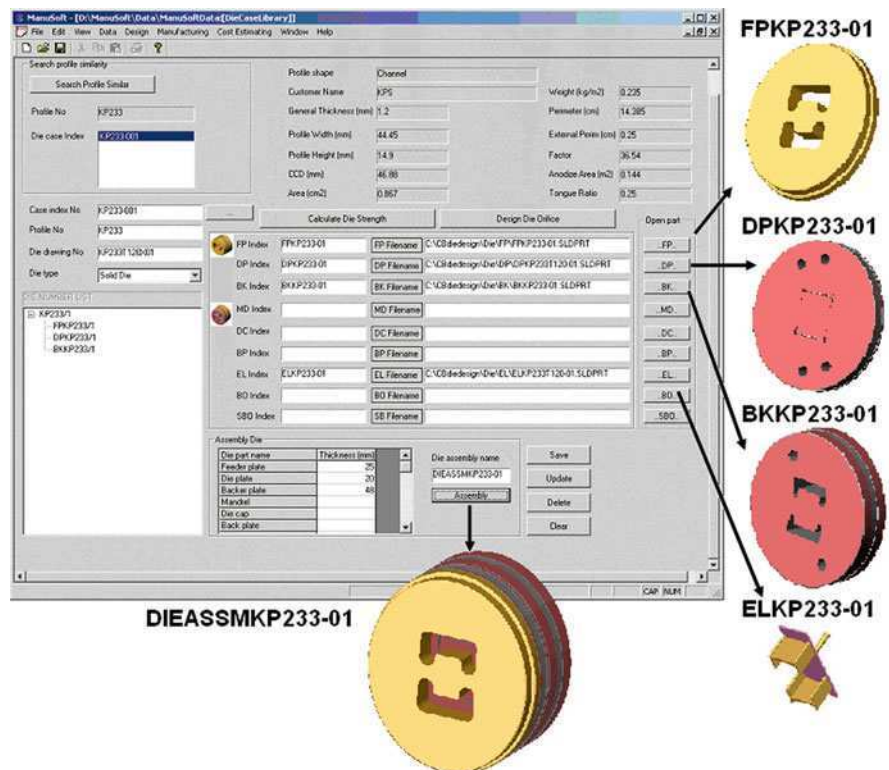 ManuSoft - [D:\ManuSoft\Data\ManuSoftData:[DieCaseLibrary]]
File Edit View Data Design Manufacturing Cost Estimating Window Help
Search profile similarity
Search Profile Similar
Profile No KP233
Die case Index KP233-001
Profile shape Channel
Customer Name KPS
General Thickness (mm) 1.2
Profile Width (mm) 44.45
Profile Height (mm) 14.9
CCD (mm) 46.88
Area (cm2) 0.867
Weight (kg/m2) 0.235
Perimeter (cm) 14.385
External Perim (cm) 0.25
Factor 36.54
Anodize Area (m2) 0.144
Tongue Ratio 0.25
Case index No KP233-001
...
Profile No KP233
Die drawing No
Die type Solid Die
DIE NUMBER LIST
KP233/1
FPKP233/1
DPKP233/1
BKKP233/1
Calculate Die Strength
Design Die Orifice
Open part
FP Index FPKP233-01 FP Filename C:\CBdiedesign\Die\FP\FPKP233-01.SLDPRT ..FP..
DP Index DPKP233-01 DP Filename C:\CBdiedesign\Die\DP\DPKP233T120-01.SLDPRT ..DP..
BK Index BKKP233-01 BK Filename C:\CBdiedesign\Die\BK\BKKP233-01.SLDPRT ..BK..
MD Index MD Filename ..MD..
DC Index DC Filename ..DC..
BP Index BP Filename ..BP..
EL Index ELKP233-01 EL Filename C:\CBdiedesign\Die\EL\ELKP233T120-01.SLDPRT ..EL..
BO Index BO Filename ..BO..
SBO Index SB Filename ..SBO..
Assembly Die
Die part name Thickness (mm)
Feeder plate 25
Die plate 20
Backer plate 48
Mandrel
Die cap
Back plate
Die assembly name
DIEASSMKP233-01
Assembly
Save
Update
Delete
Clear
CAP NUM
FPKP233-01
DPKP233-01
BKKP233-01
ELKP233-01
DIEASSMKP233-01